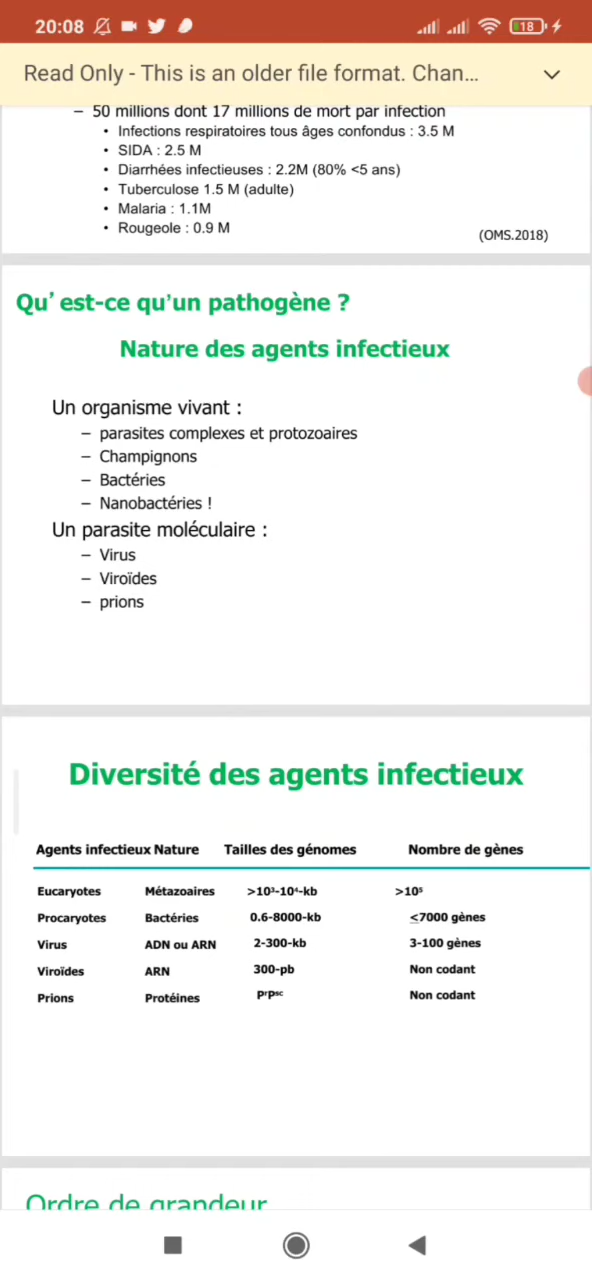 20:08
18
Read Only - This is an older file format. Chan...
– 50 millions dont 17 millions de mort par infection
• Infections respiratoires tous âges confondus : 3.5 M
• SIDA : 2.5 M
• Diarrhées infectieuses : 2.2M (80% <5 ans)
• Tuberculose 1.5 M (adulte)
• Malaria : 1.1M
• Rougeole : 0.9 M
(OMS.2018)
Qu' est-ce qu'un pathogène ?
Nature des agents infectieux
Un organisme vivant :
– parasites complexes et protozoaires
– Champignons
– Bactéries
– Nanobactéries !
Un parasite moléculaire :
– Virus
– Viroïdes
– prions
Diversité des agents infectieux
Agents infectieux Nature Tailles des génomes Nombre de gènes
Eucaryotes Métazoaires >10³-10⁴-kb >10⁵
Procaryotes Bactéries 0.6-8000-kb ≤7000 gènes
Virus ADN ou ARN 2-300-kb 3-100 gènes
Viroïdes ARN 300-pb Non codant
Prions Protéines PrPsc Non codant
Ordre de grandeur